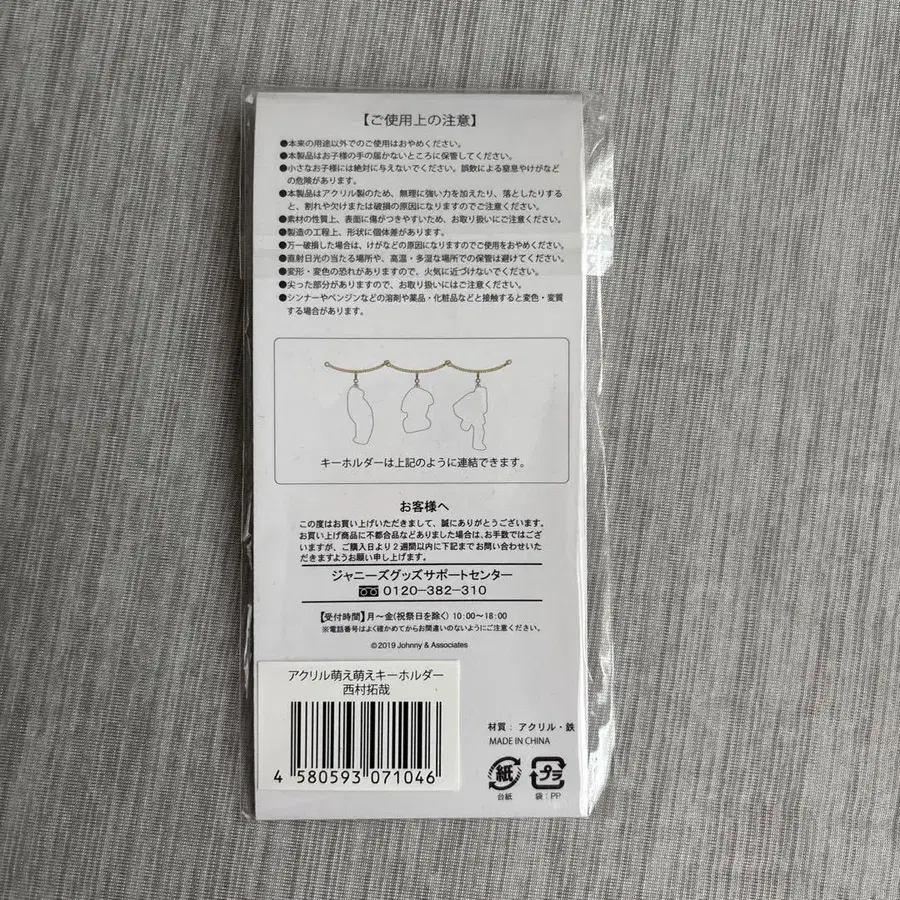 【ご使用上の注意】
●本来の用途以外でのご使用はおやめください。
●本製品はお子様の手の届かないところに保管してください。
●小さなお子様には絶対に与えないでください。誤飲による窒息やけがなど
の危険があります。
●本製品はアクリル製のため、無理に強い力を加えたり、落としたりする
と、割れや欠けまたは破損の原因になりますのでご注意ください。
●素材の性質上、表面に傷がつきやすいため、お取り扱いにご注意ください。
●製造の工程上、形状に個体差があります。
●万一破損した場合は、けがなどの原因になりますのでご使用をおやめください。
●直射日光の当たる場所や、高温・多湿な場所での保管は避けてください。
●変形・変色の恐れがありますので、火気に近づけないでください。
●尖った部分がありますので、お取り扱いにはご注意ください。
●シンナーやベンジンなどの溶剤や薬品・化粧品などと接触すると変色・変質
する場合があります。
キーホルダーは上記のように連結できます。
お客様へ
この度はお買い上げいただきまして、誠にありがとうございます。
お買い上げ商品に不都合品などありました場合は、お手数ではござ
いますが、ご購入日より2週間以内に下記までお問い合わせいた
だきますようお願い申し上げます。
ジャニーズグッズサポートセンター
0120-382-310
【受付時間】月～金(祝祭日を除く) 10:00～18:00
※電話番号はよく確かめてからお間違いのないようにご注意ください。
©2019 Johnny & Associates
アクリル萌え萌えキーホルダー
西村拓哉
4 580593 071046
材質：アクリル・鉄
MADE IN CHINA
紙
台紙
プラ
袋：PP